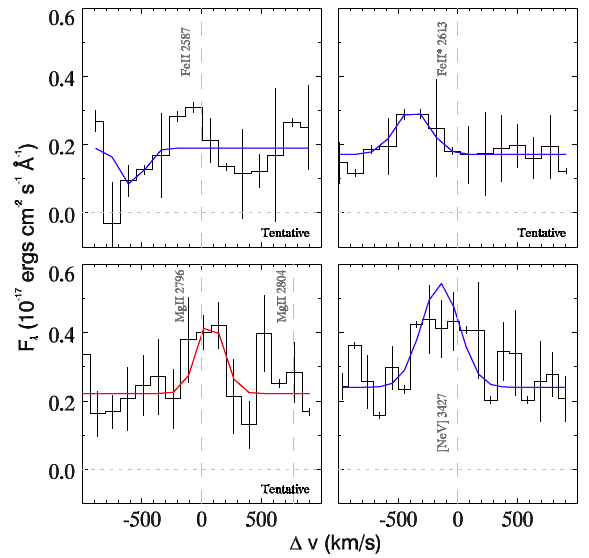 0.6
0.4
0.2
0.0
FeII 2587
Tentative
FeII* 2613
Tentative
0.6
0.4
0.2
0.0
MgII 2796
MgII 2804
Tentative
[NeV] 3427
-500 0 500
-500 0 500
Fλ (10⁻¹⁷ ergs cm⁻² s⁻¹ Å⁻¹)
Δ v (km/s)